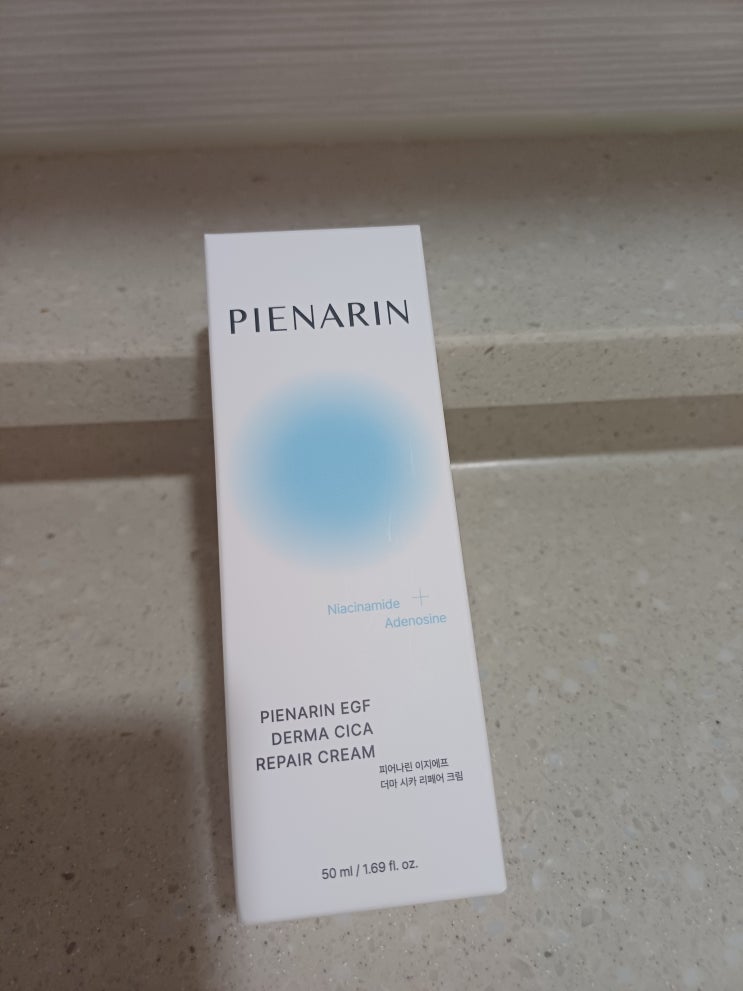 PIENARIN
Niacinamide +
Adenosine
PIENARIN EGF
DERMA CICA
REPAIR CREAM
피어나린 이지에프
더마 시카 리페어 크림
50 ml / 1.69 fl. oz.